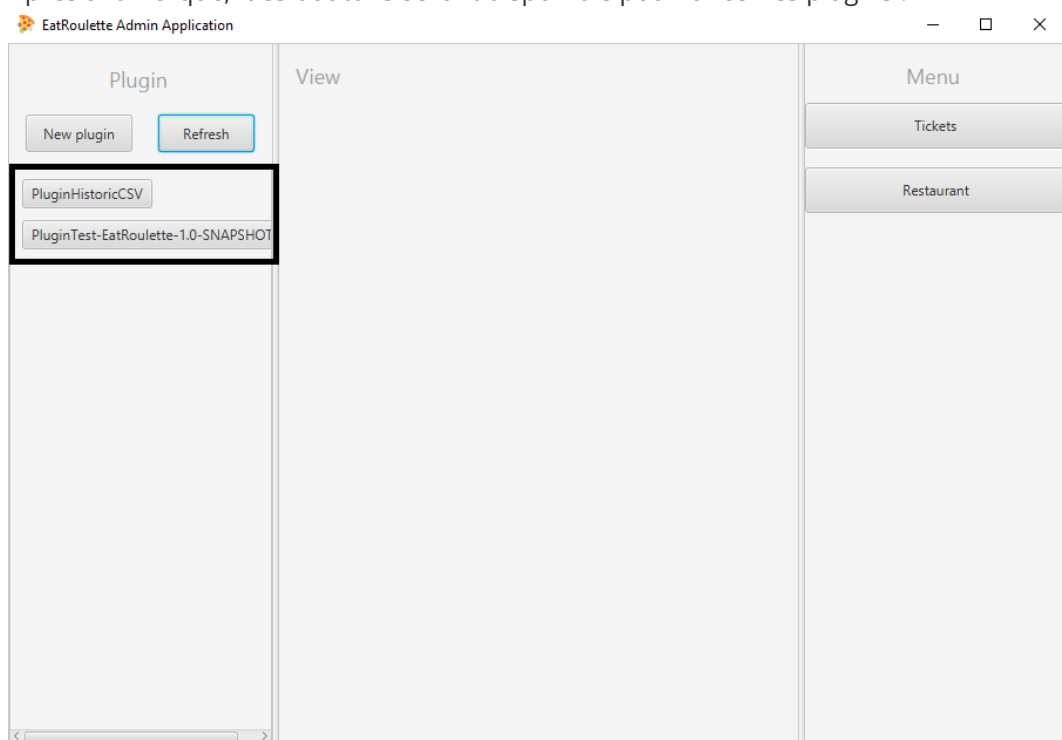 EatRoulette Admin Application
Plugin
View
Menu
New plugin
Refresh
Tickets
PluginHistoricCSV
Restaurant
PluginTest-EatRoulette-1.0-SNAPSHOT